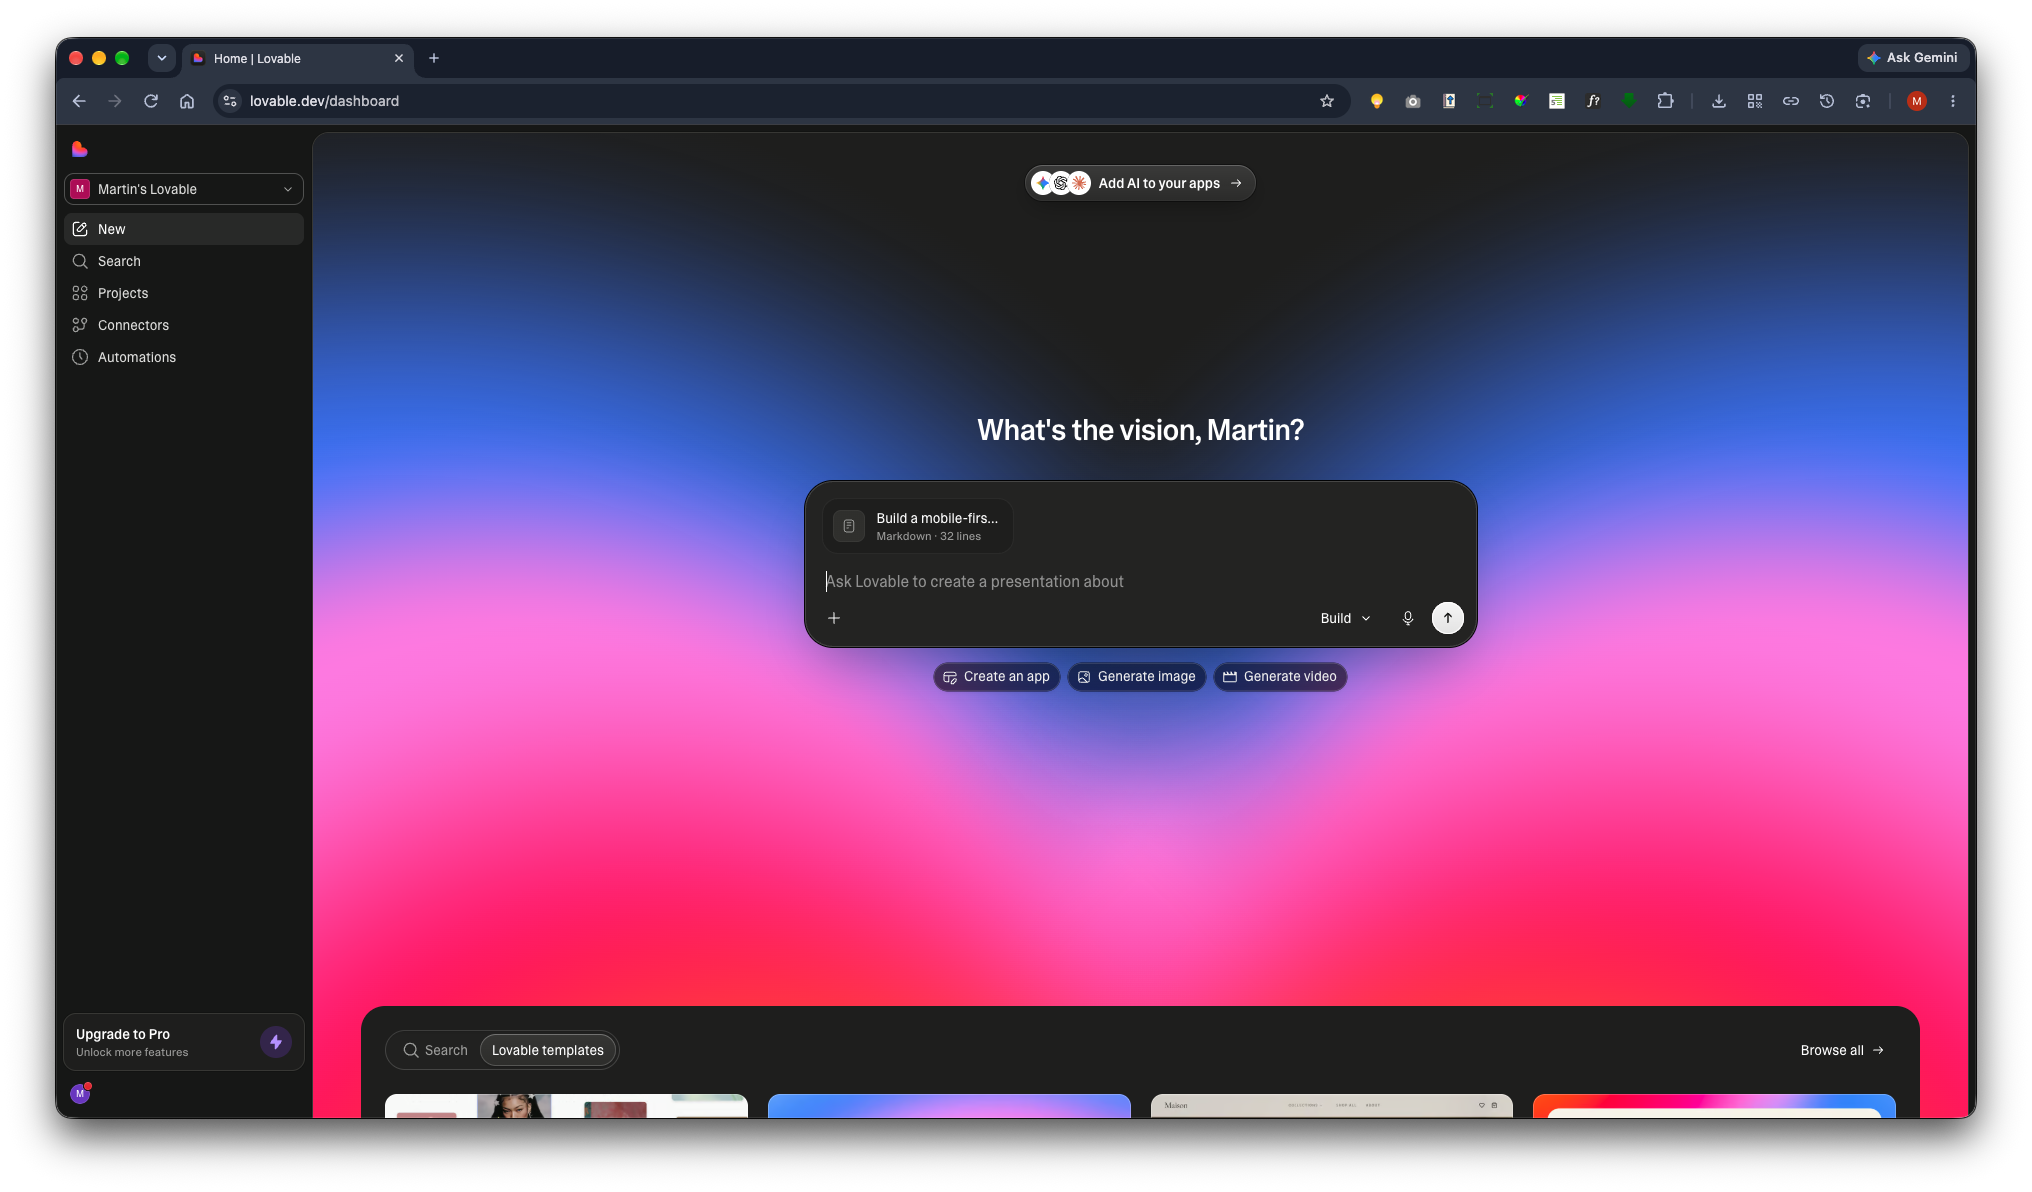 Home | Lovable
Ask Gemini
lovable.dev/dashboard
M
M Martin's Lovable
New
Search
Projects
Connectors
Automations
Upgrade to Pro
Unlock more features
M
Add AI to your apps
What's the vision, Martin?
Build a mobile-firs...
Markdown · 32 lines
Ask Lovable to create a presentation about
Build
Create an app
Generate image
Generate video
Search
Lovable templates
Browse all
Maison